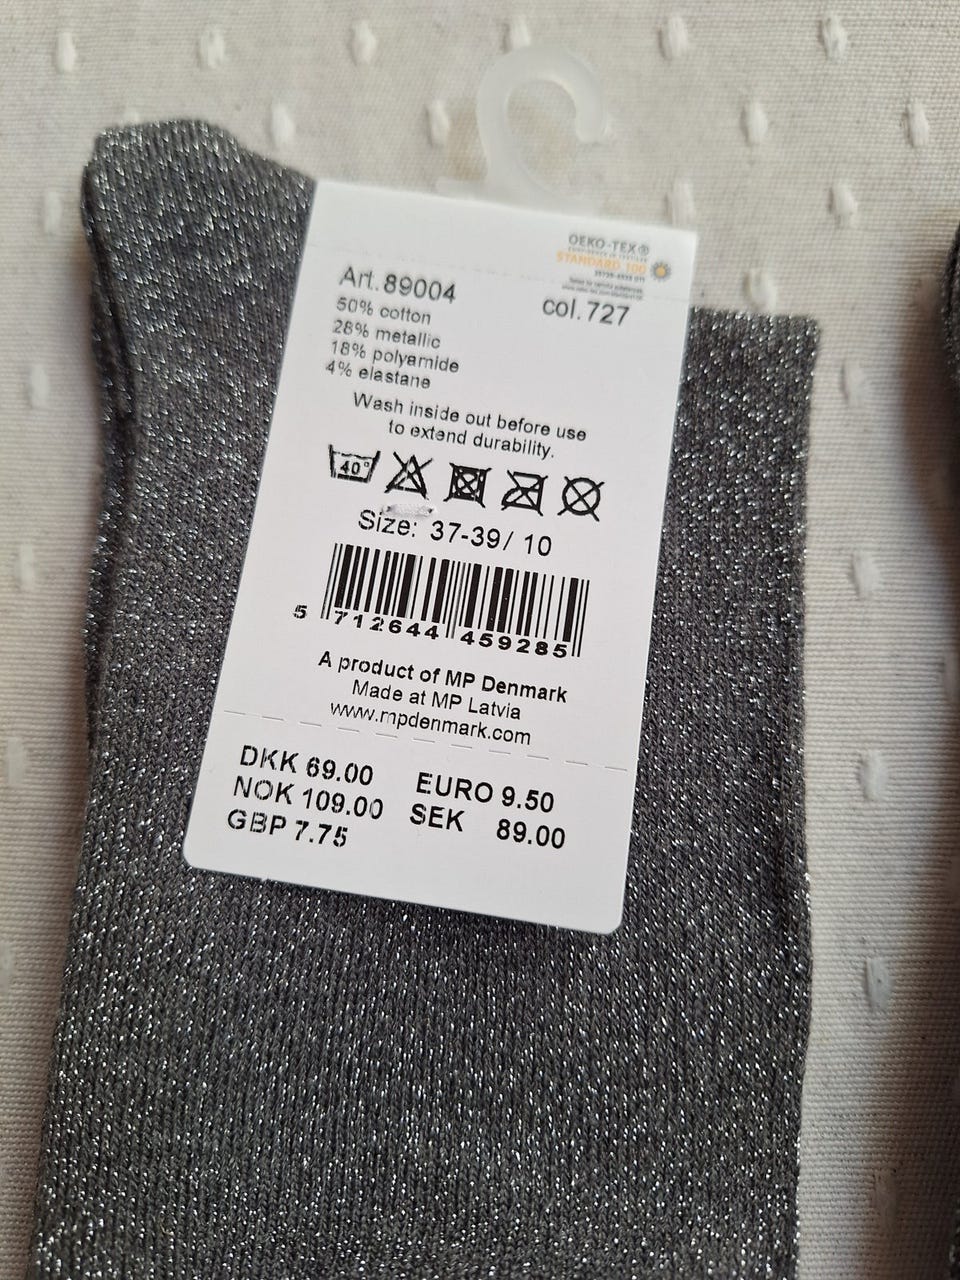 OEKO-TEX®
STANDARD 100
Art. 89004
col. 727
50% cotton
28% metallic
18% polyamide
4% elastane
Wash inside out before use
to extend durability.
40°
Size: 37-39/ 10
5 712644 459285
A product of MP Denmark
Made at MP Latvia
www.mpdenmark.com
DKK 69.00 EURO 9.50
NOK 109.00 SEK 89.00
GBP 7.75